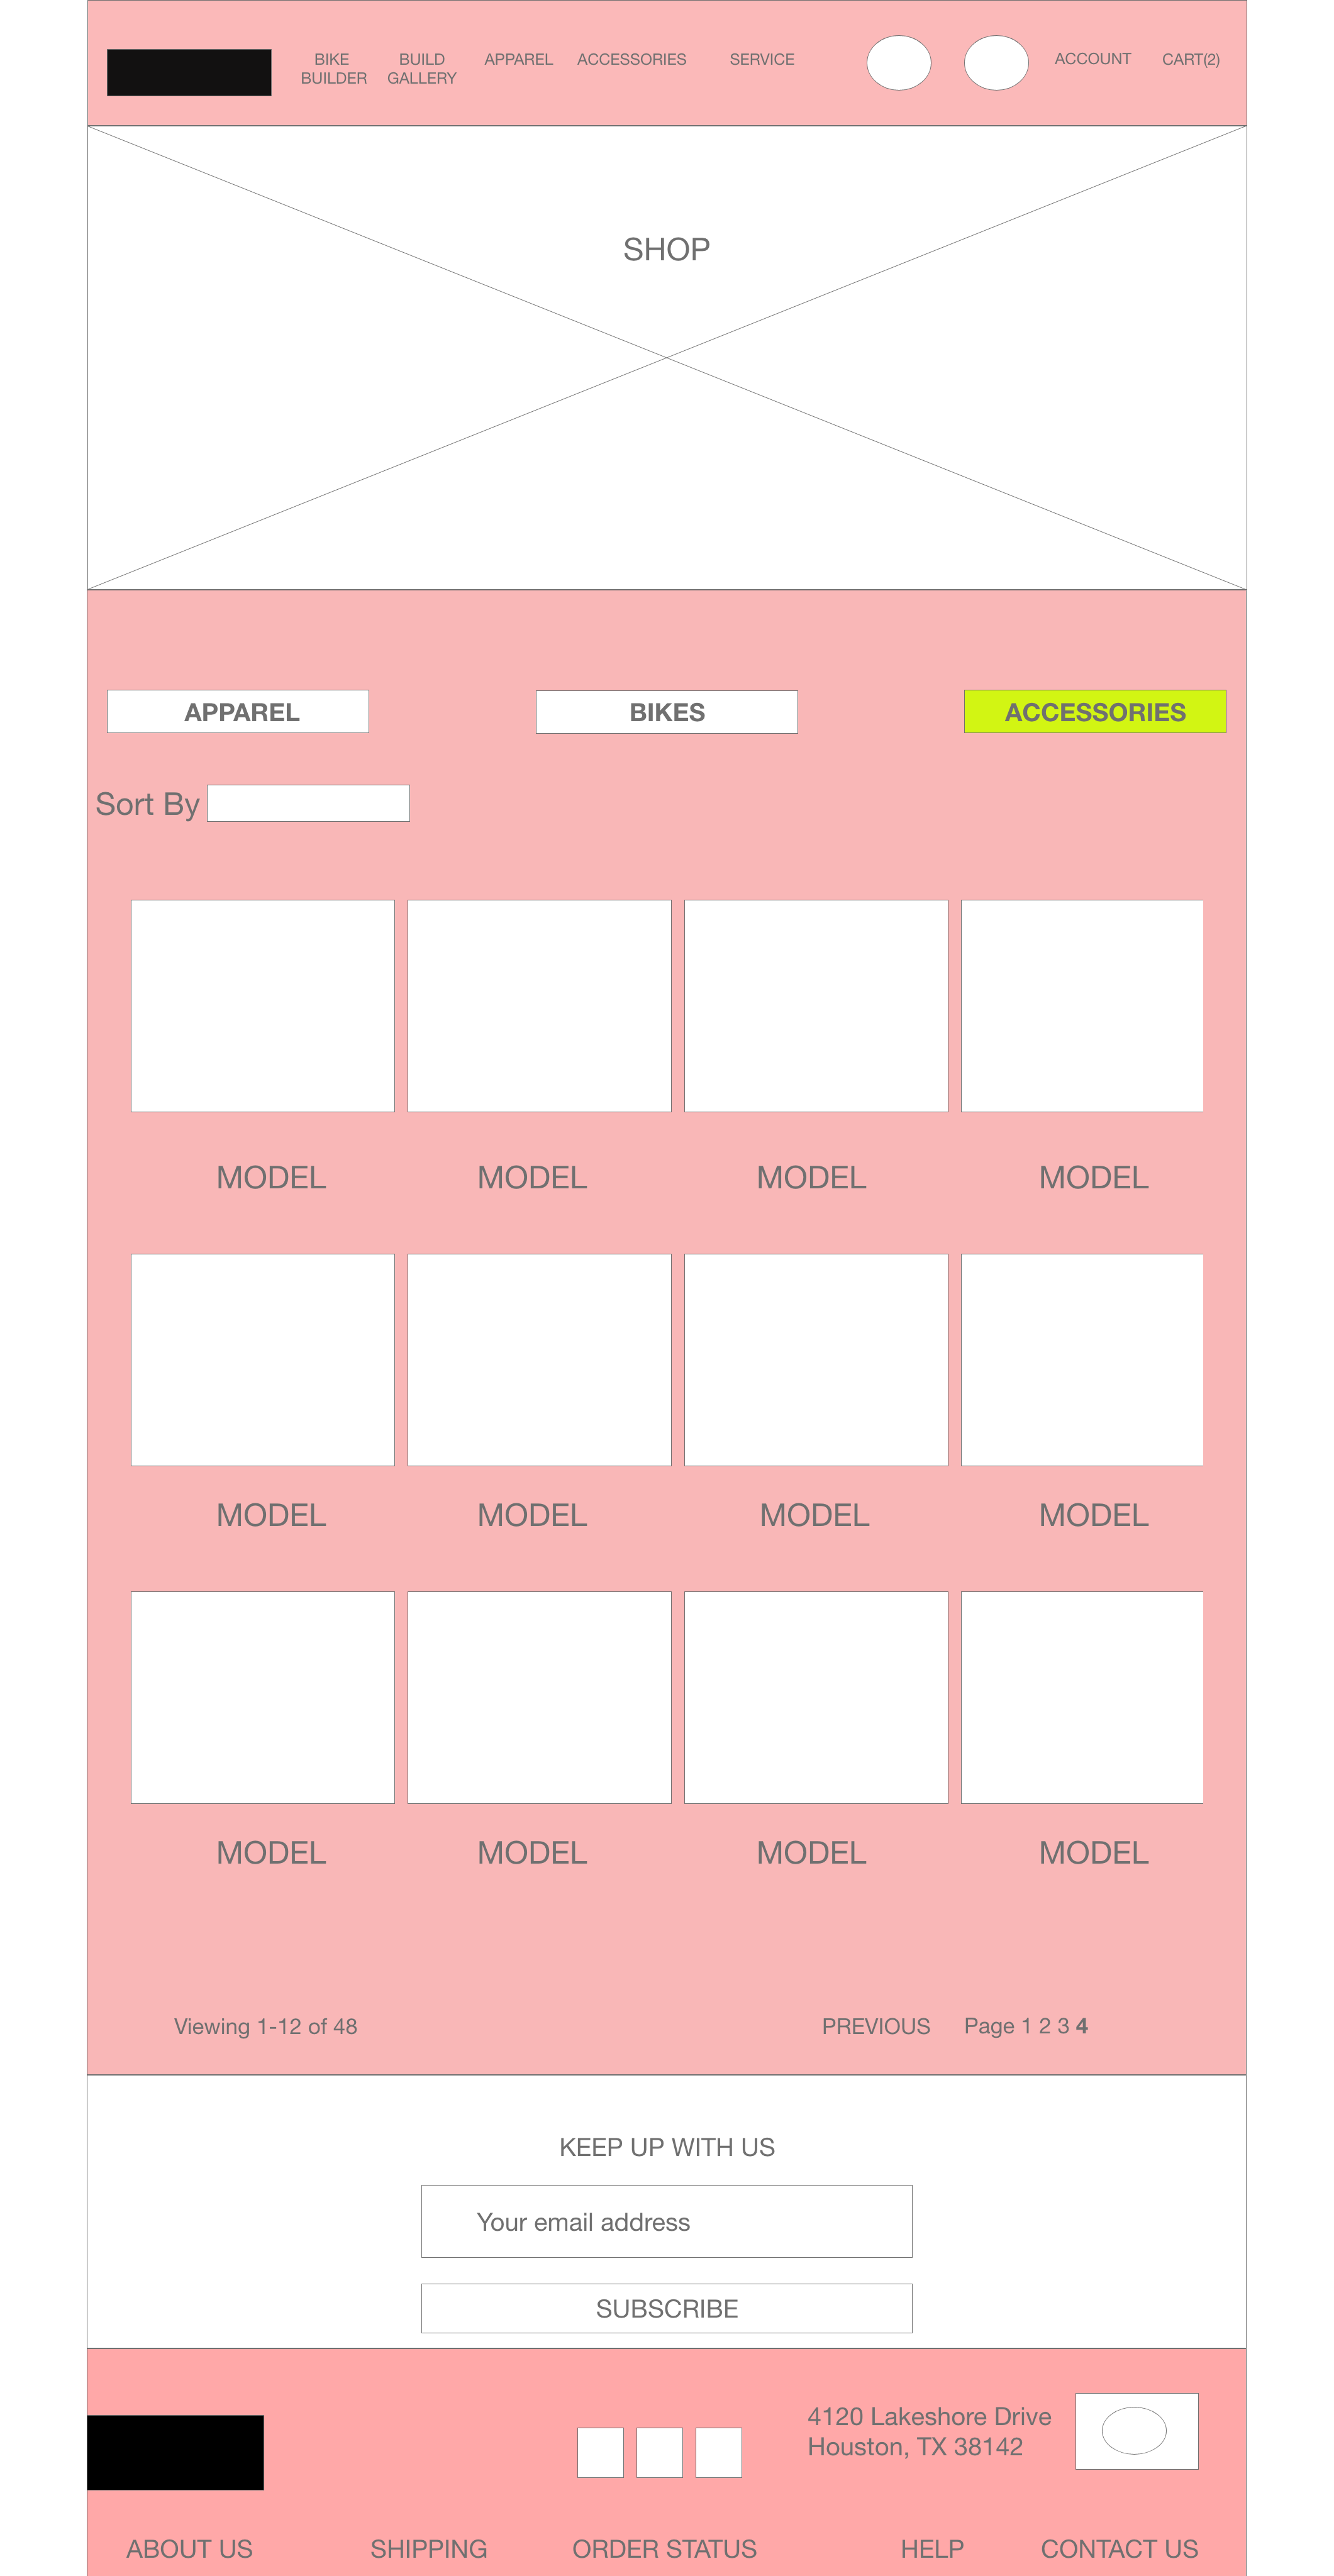 BIKE BUILDER
BUILD GALLERY
APPAREL
ACCESSORIES
SERVICE
ACCOUNT
CART(2)
SHOP
APPAREL
BIKES
ACCESSORIES
Sort By
MODEL MODEL MODEL MODEL
MODEL MODEL MODEL MODEL
MODEL MODEL MODEL MODEL
Viewing 1-12 of 48
PREVIOUS
Page 1 2 3 4
KEEP UP WITH US
Your email address
SUBSCRIBE
4120 Lakeshore Drive
Houston, TX 38142
ABOUT US
SHIPPING
ORDER STATUS
HELP
CONTACT US